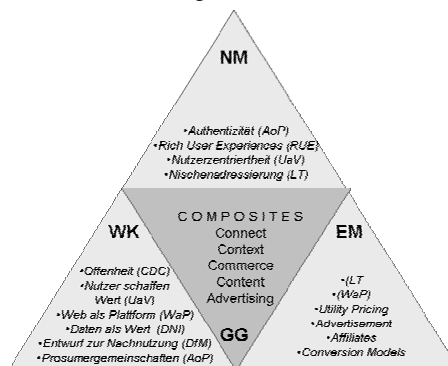 NM
•Authentizität (AoP)
•Rich User Experiences (RUE)
•Nutzerzentriertheit (UaV)
•Nischenadressierung (LT)
COMPOSITES
Connect
Context
Commerce
Content
Advertising
GG
WK
•Offenheit (CDC)
•Nutzer schaffen
Wert (UaV)
•Web als Plattform (WaP)
•Daten als Wert (DNI)
•Entwurf zur Nachnutzung (DfM)
•Prosumergemeinschaften (AoP)
EM
•(LT
•(WaP)
•Utility Pricing
•Advertisement
•Affiliates
•Conversion Models